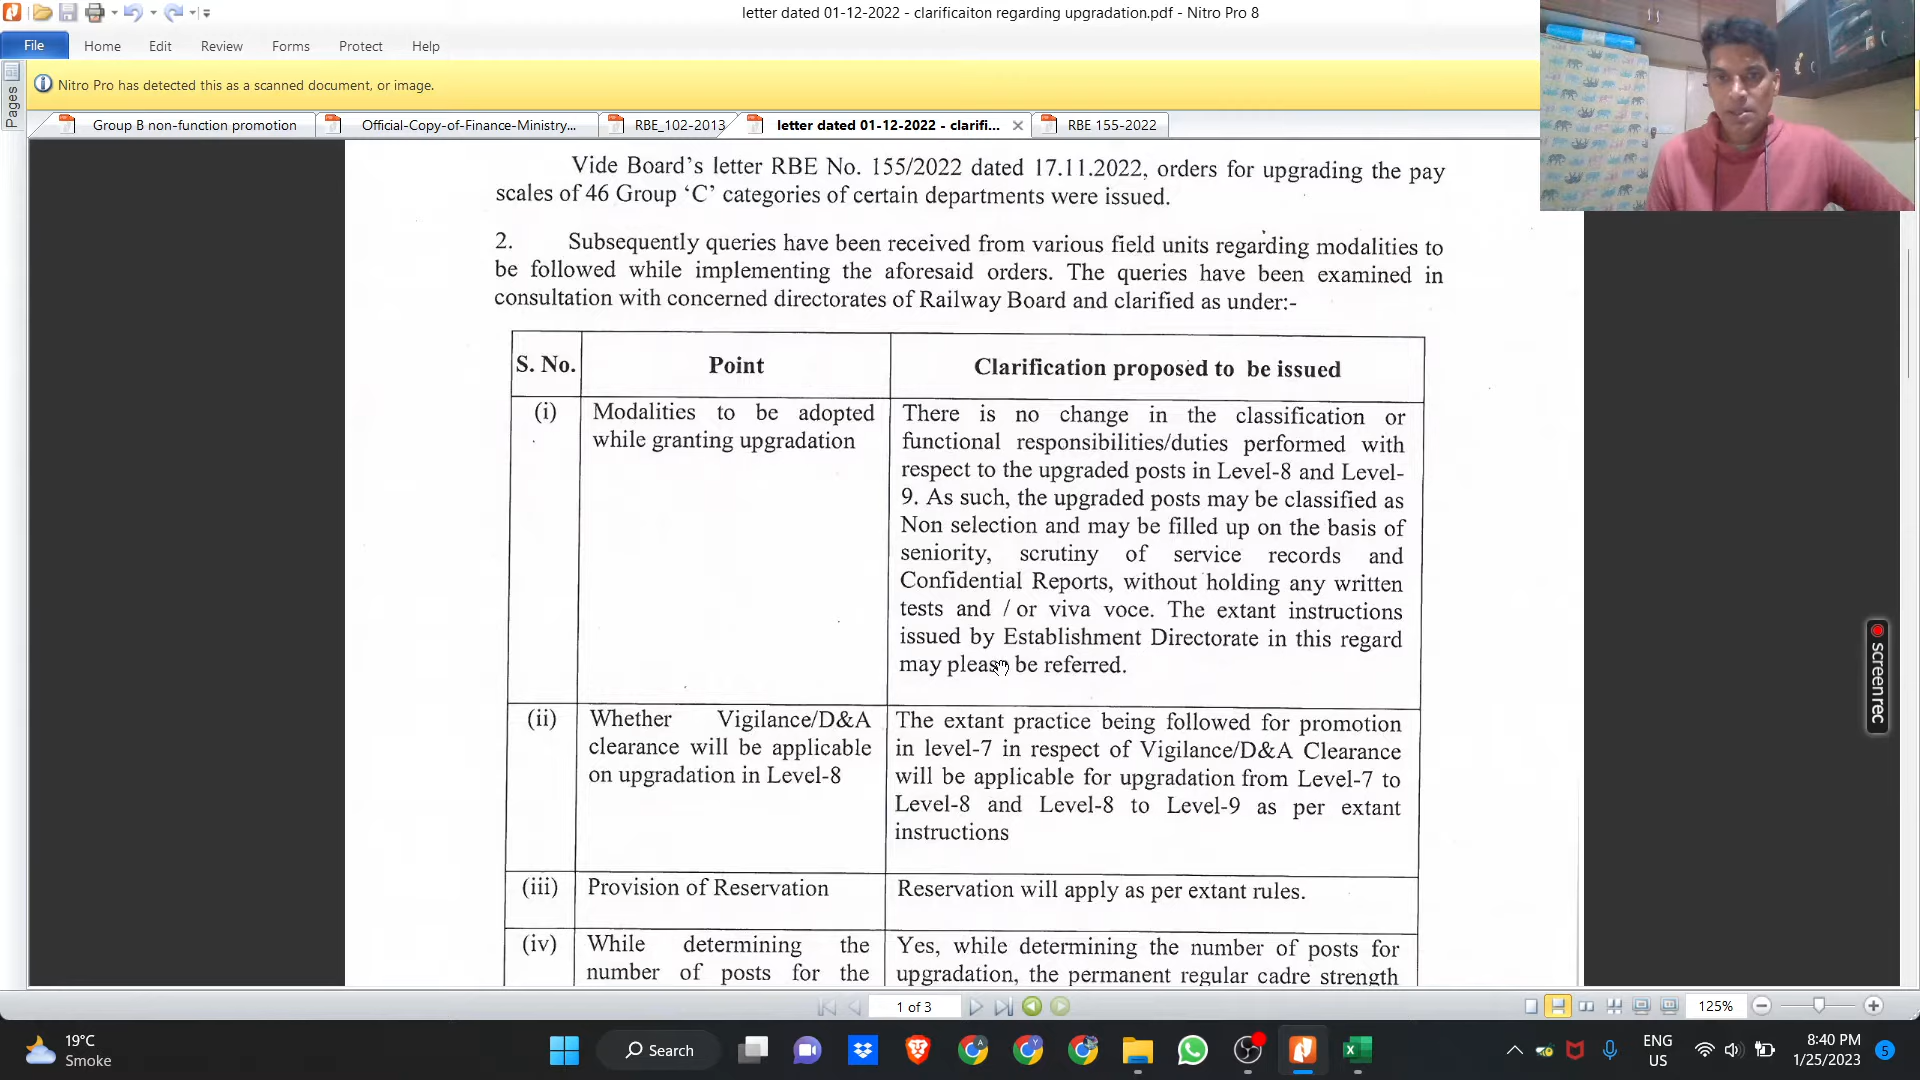 letter dated 01-12-2022 - clarificaiton regarding upgradation.pdf - Nitro Pro 8
File Home Edit Review Forms Protect Help
Nitro Pro has detected this as a scanned document, or image.
Pages
Group B non-function promotion
Official-Copy-of-Finance-Ministry...
RBE_102-2013
letter dated 01-12-2022 - clarifi...
RBE 155-2022
Vide Board's letter RBE No. 155/2022 dated 17.11.2022, orders for upgrading the pay
scales of 46 Group 'C' categories of certain departments were issued.
2. Subsequently queries have been received from various field units regarding modalities to
be followed while implementing the aforesaid orders. The queries have been examined in
consultation with concerned directorates of Railway Board and clarified as under:-
S. No. Point Clarification proposed to be issued
(i) Modalities to be adopted
while granting upgradation
There is no change in the classification or
functional responsibilities/duties performed with
respect to the upgraded posts in Level-8 and Level-
9. As such, the upgraded posts may be classified as
Non selection and may be filled up on the basis of
seniority, scrutiny of service records and
Confidential Reports, without holding any written
tests and / or viva voce. The extant instructions
issued by Establishment Directorate in this regard
may please be referred.
(ii) Whether Vigilance/D&A
clearance will be applicable
on upgradation in Level-8
The extant practice being followed for promotion
in level-7 in respect of Vigilance/D&A Clearance
will be applicable for upgradation from Level-7 to
Level-8 and Level-8 to Level-9 as per extant
instructions
(iii) Provision of Reservation
Reservation will apply as per extant rules.
(iv) While determining the
number of posts for the
Yes, while determining the number of posts for
upgradation, the permanent regular cadre strength
screenrec
1 of 3
125%
19°C
Smoke
Search
ENG
US
8:40 PM
1/25/2023
5